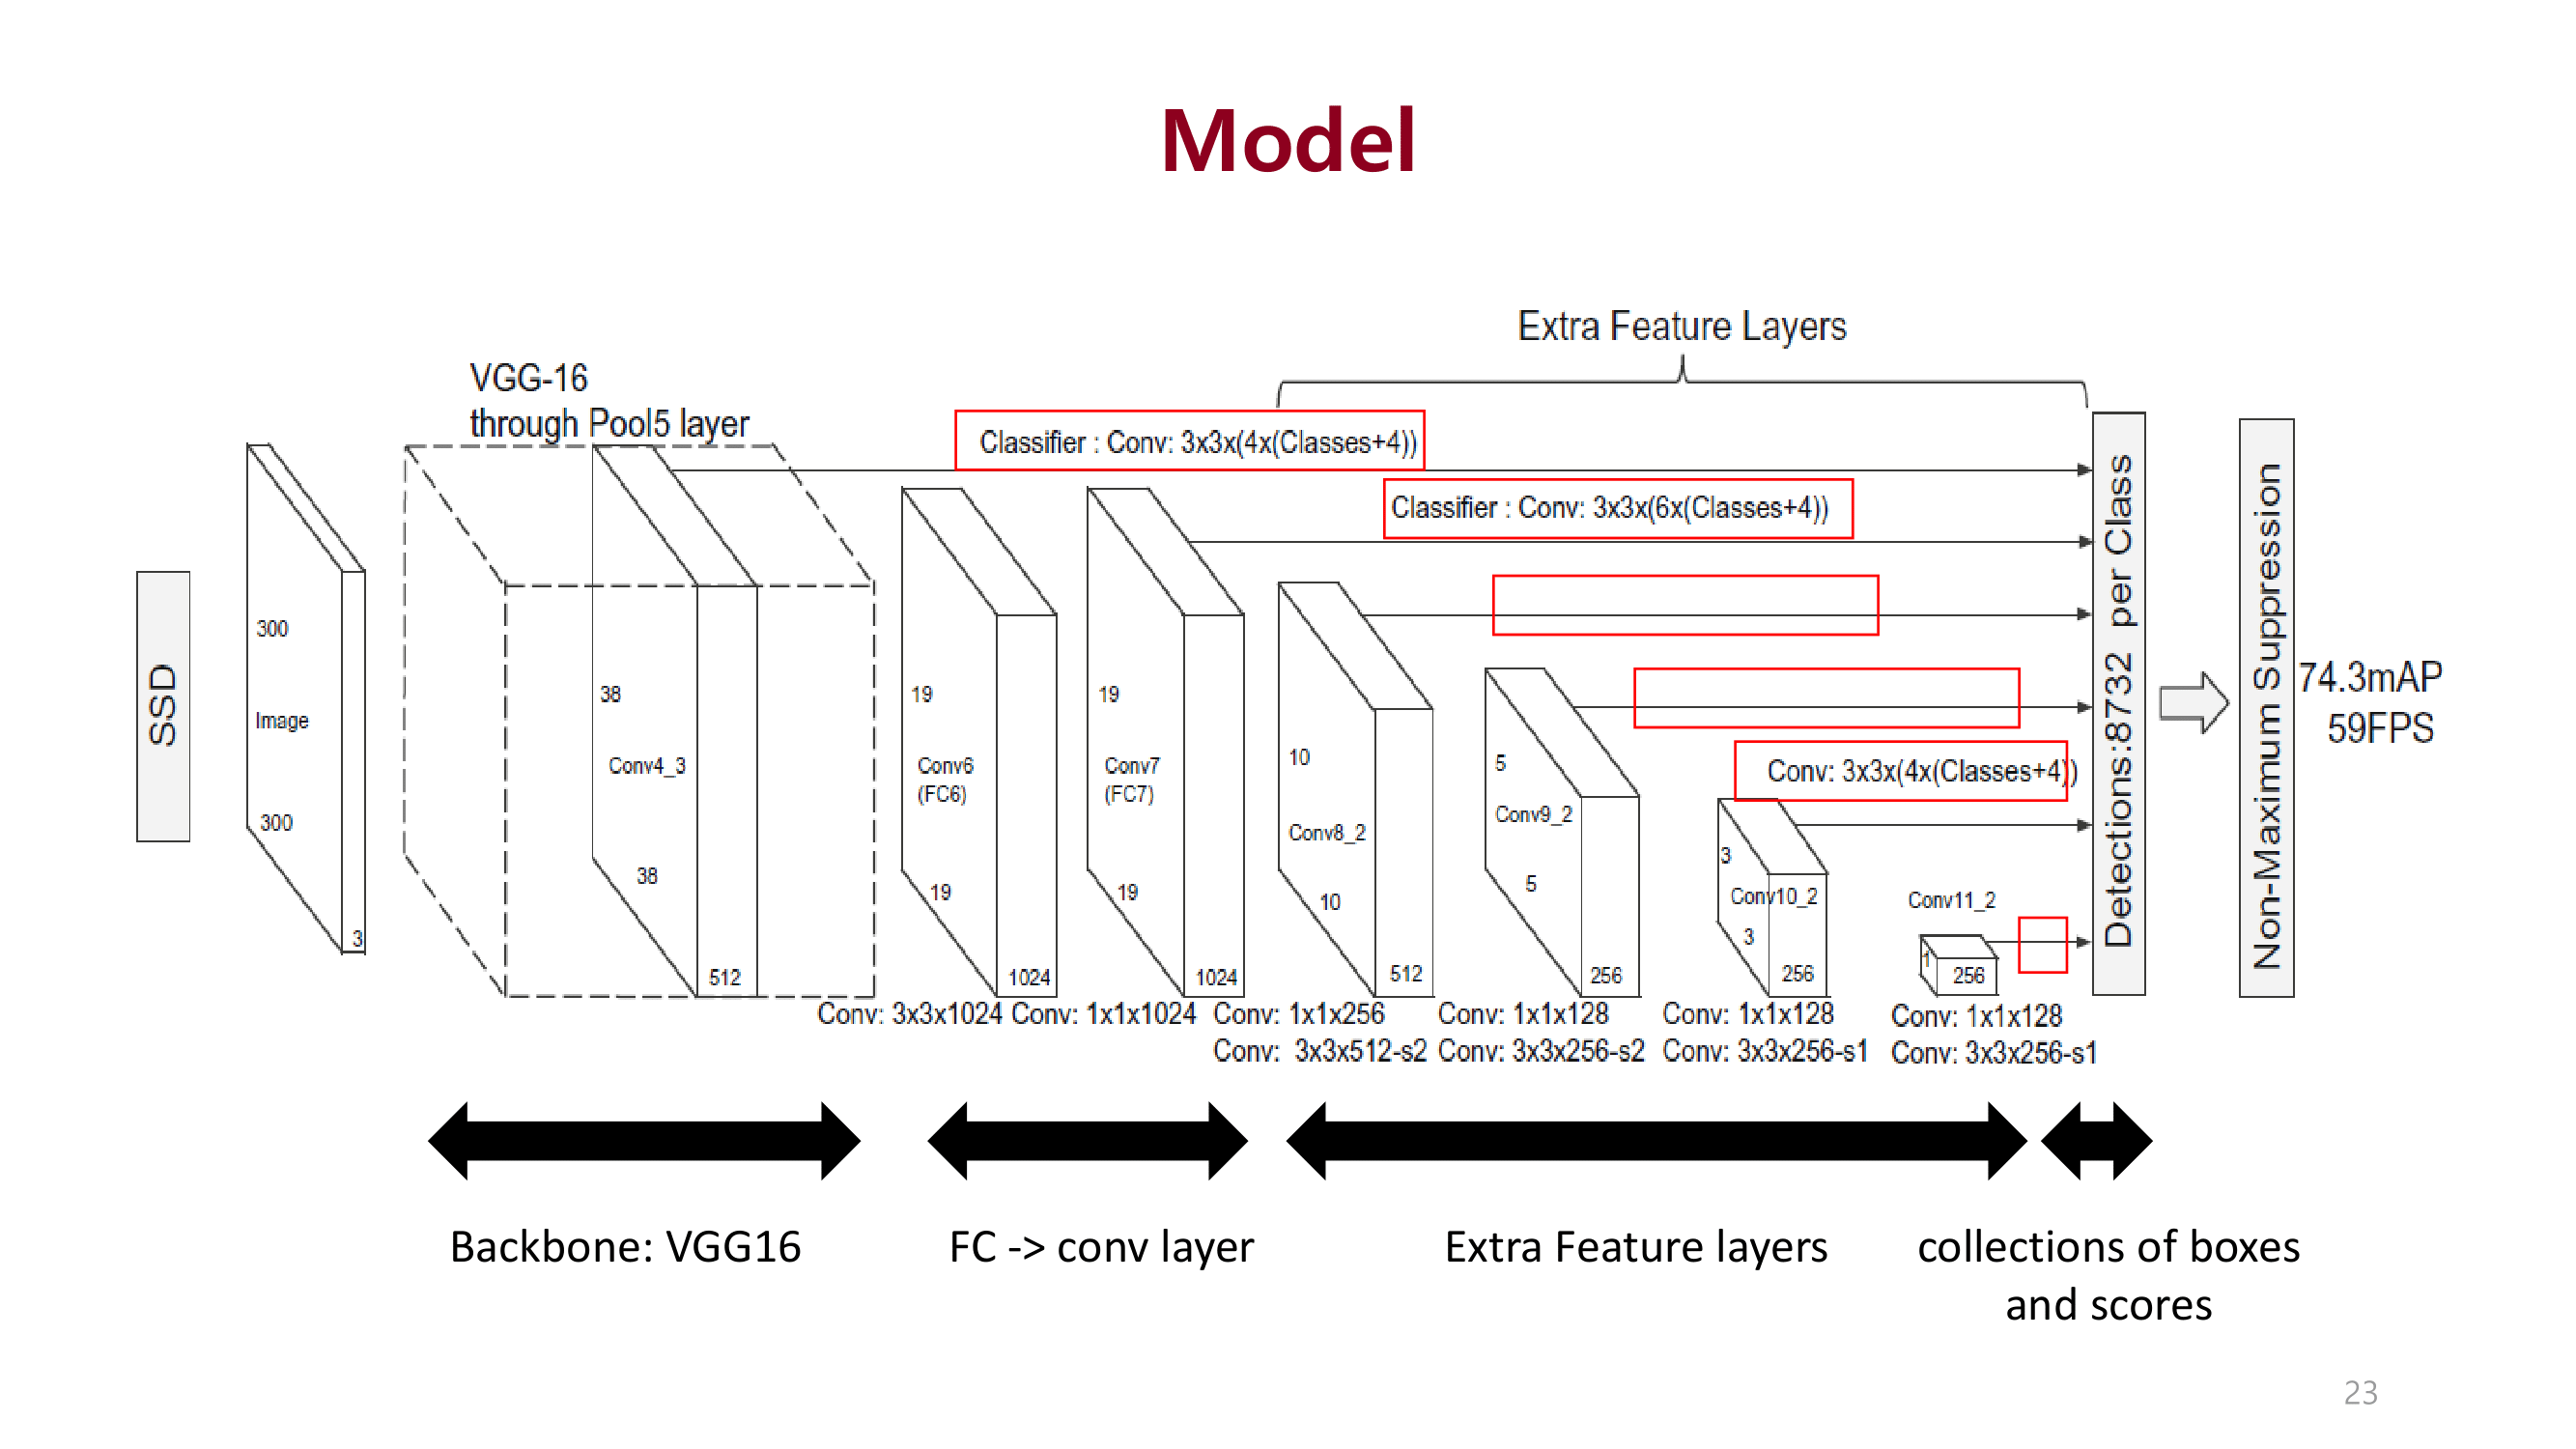 Model
Extra Feature Layers
VGG-16
through Pool5 layer
Classifier : Conv: 3x3x(4x(Classes+4))
Classifier : Conv: 3x3x(6x(Classes+4))
SSD
300
Image
300
3
38
Conv4_3
38
512
19
Conv6
(FC6)
19
1024
19
Conv7
(FC7)
19
1024
10
Conv8_2
10
512
5
Conv9_2
5
256
Conv: 3x3x(4x(Classes+4))
3
Conv10_2
3
256
Conv11_2
1
256
Detections:8732 per Class
Non-Maximum Suppression
74.3mAP
59FPS
Conv: 3x3x1024
Conv: 1x1x1024
Conv: 1x1x256
Conv: 3x3x512-s2
Conv: 1x1x128
Conv: 3x3x256-s2
Conv: 1x1x128
Conv: 3x3x256-s1
Conv: 1x1x128
Conv: 3x3x256-s1
Backbone: VGG16
FC -> conv layer
Extra Feature layers
collections of boxes
and scores
23